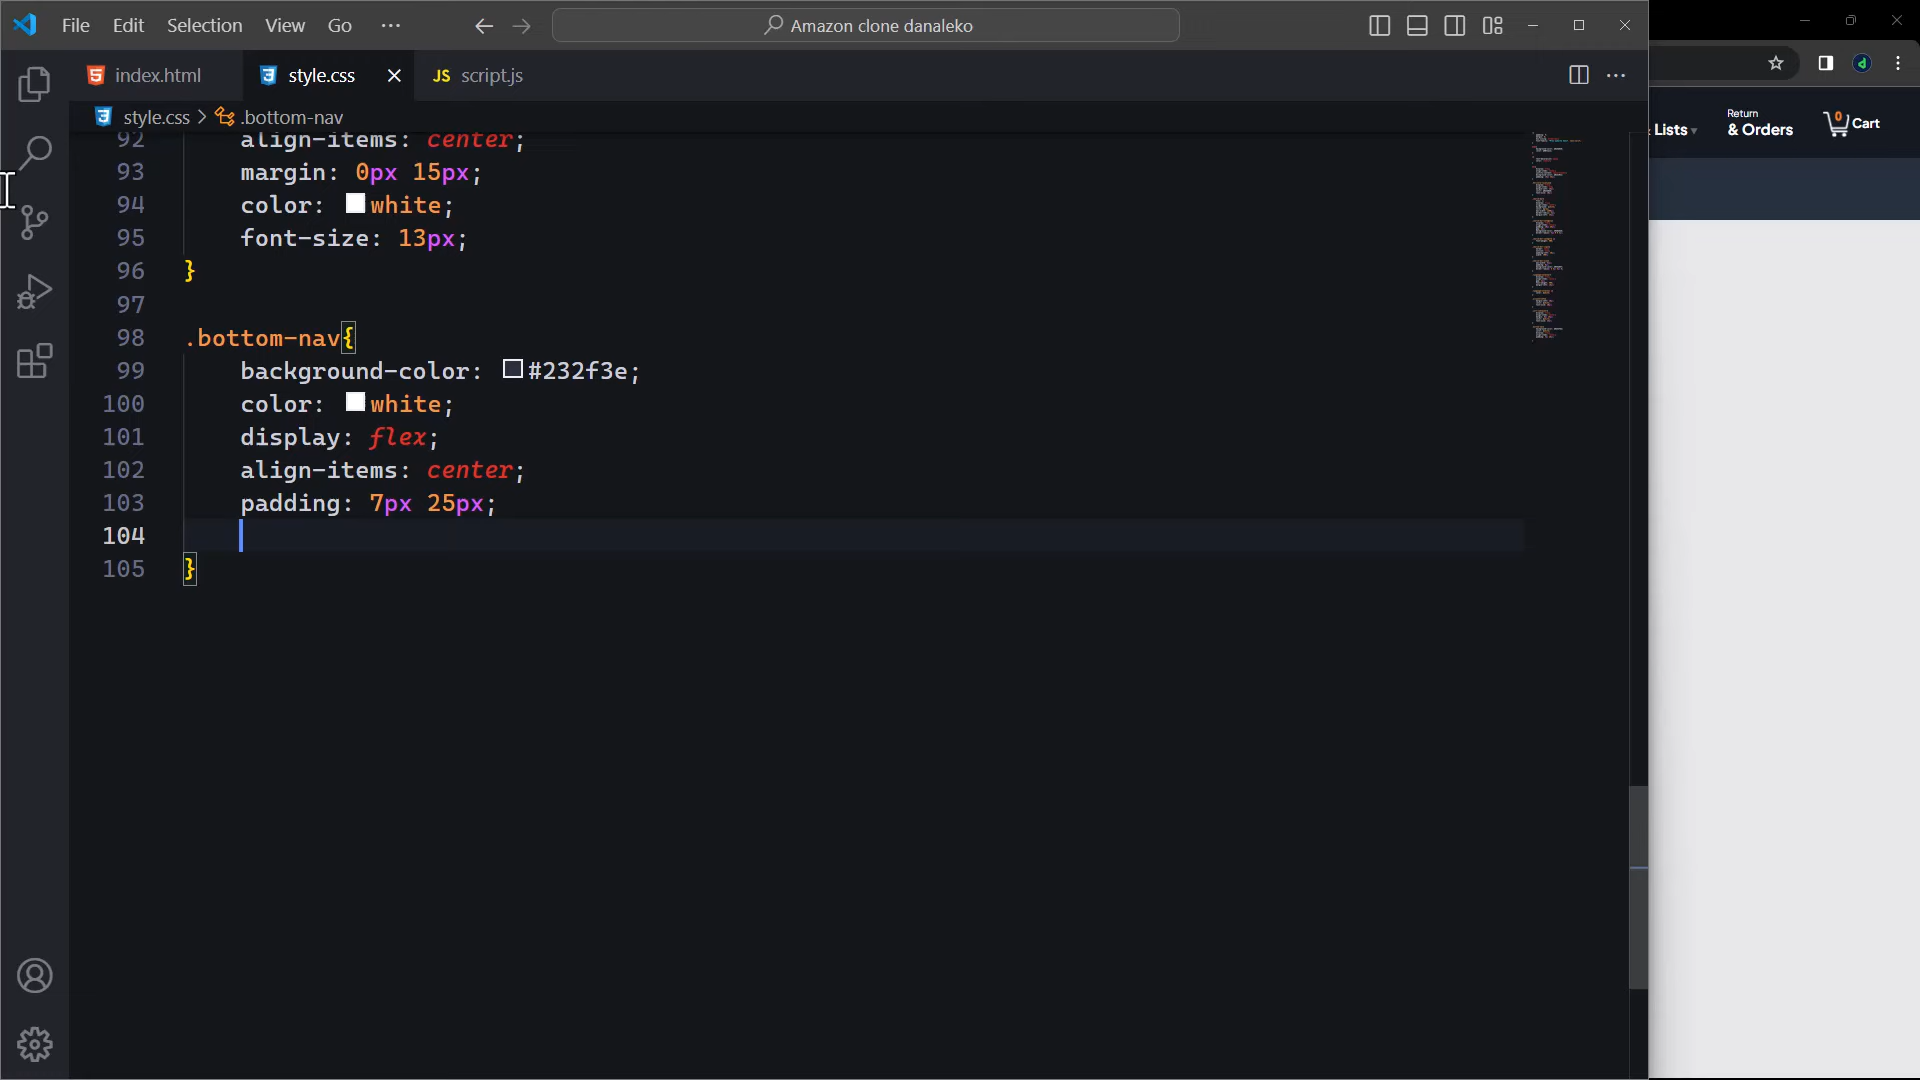 File Edit Selection View Go ··· Amazon clone danaleko
index.html style.css JS script.js
style.css > .bottom-nav
92 align-items: center;
93 margin: 0px 15px;
94 color: white;
95 font-size: 13px;
96 }
97
98 .bottom-nav{
99 background-color: #232f3e;
100 color: white;
101 display: flex;
102 align-items: center;
103 padding: 7px 25px;
104
105 }
d
Return
Lists & Orders
0 Cart